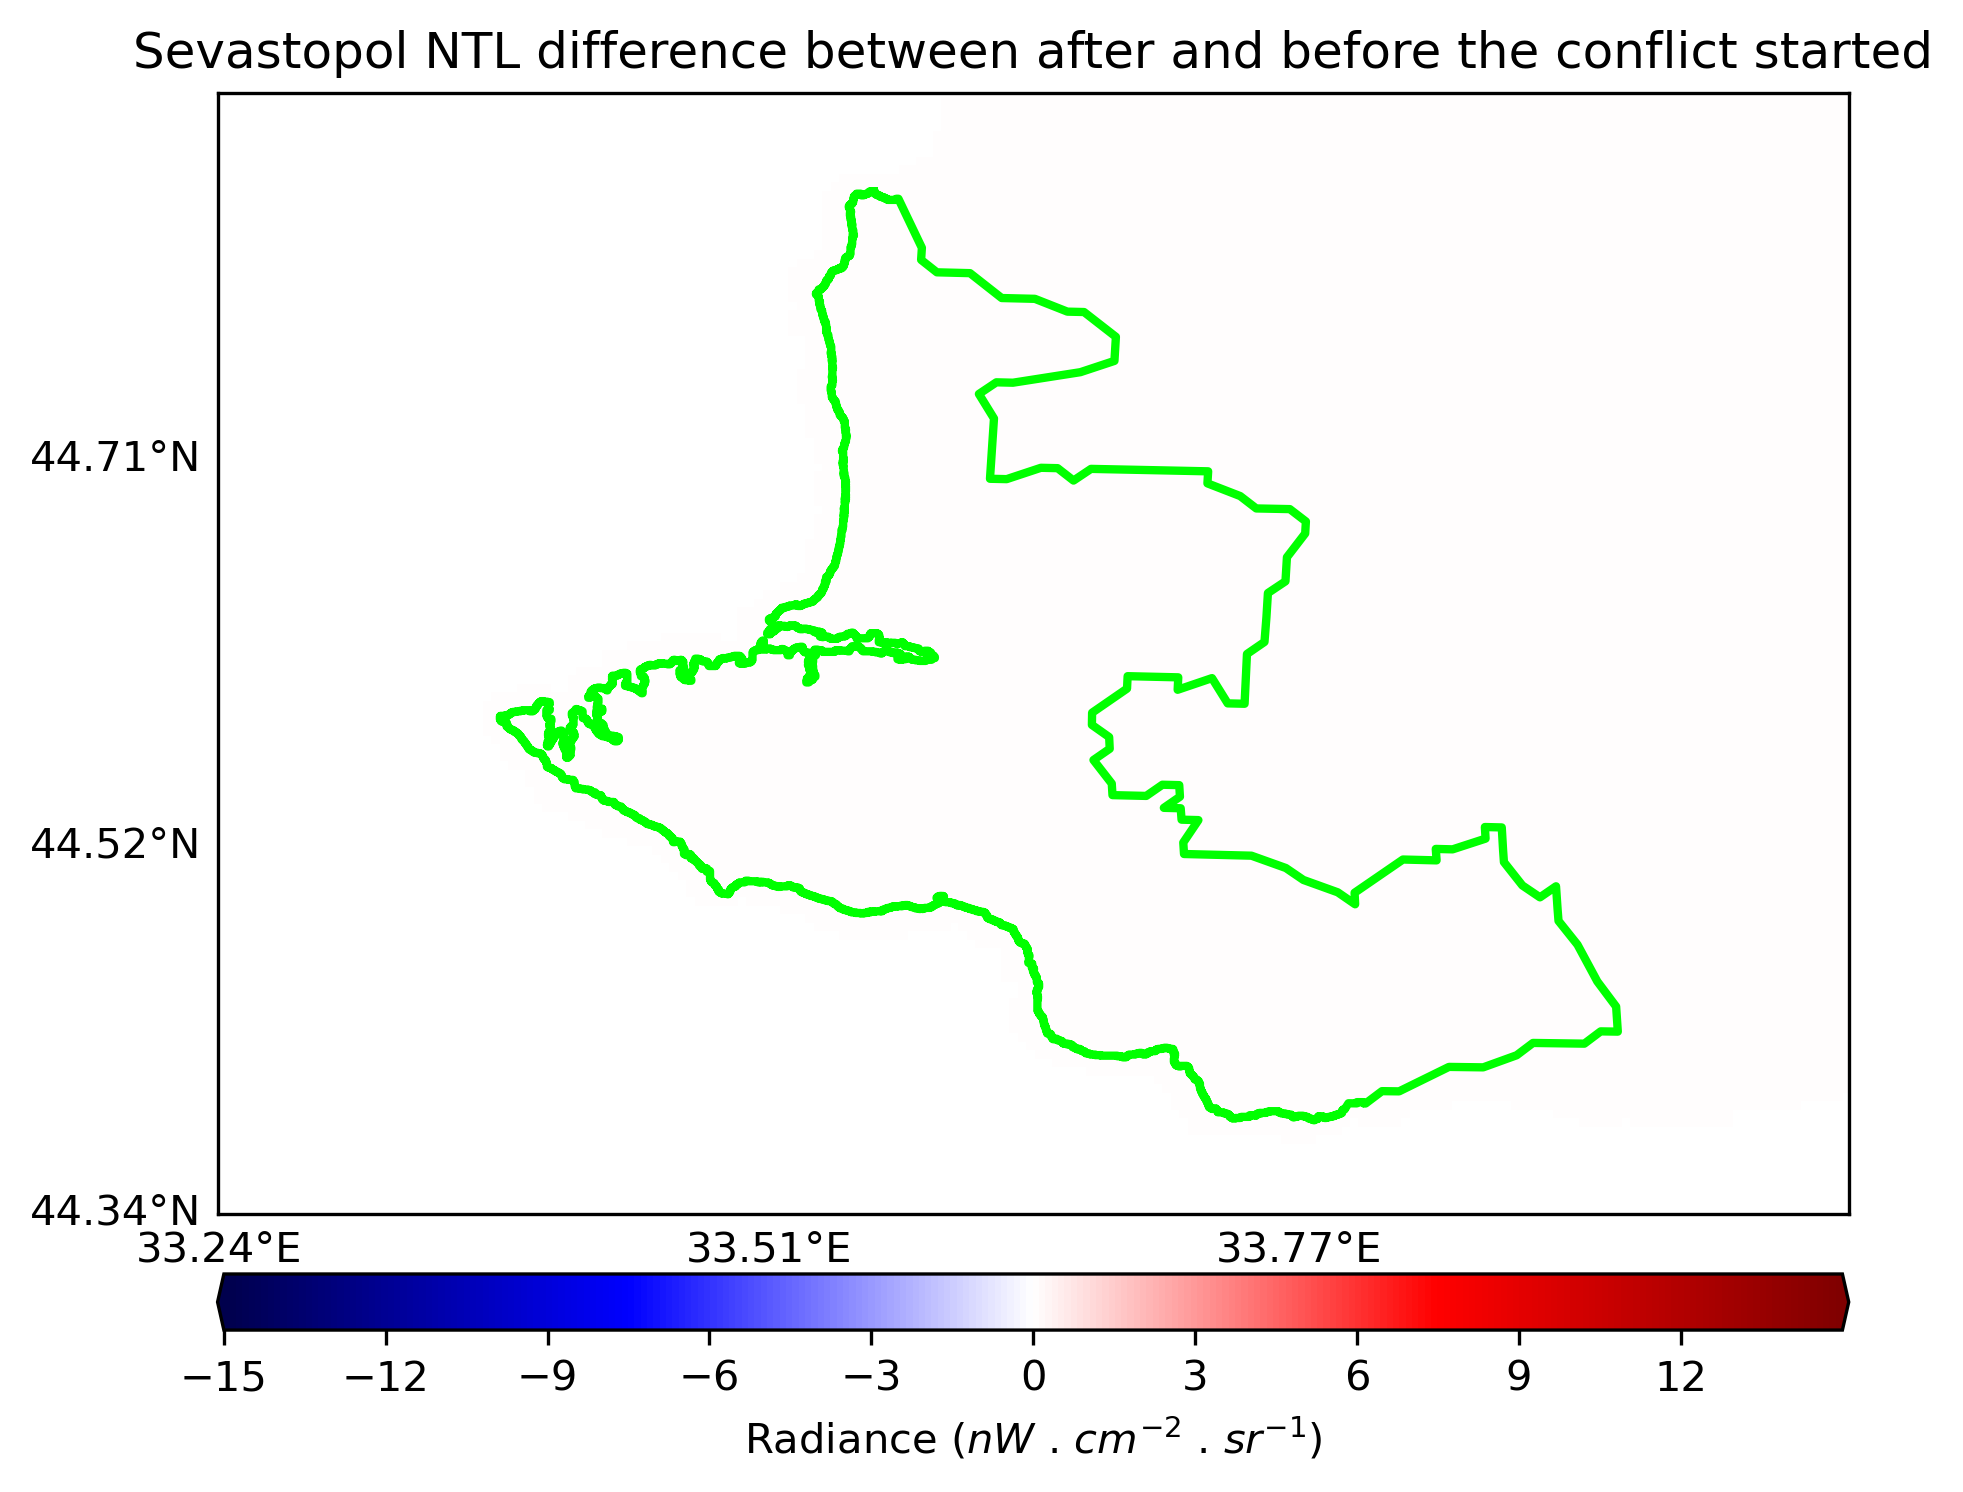 Sevastopol NTL difference between after and before the conflict started
44.71°N
44.52°N
44.34°N
33.24°E 33.51°E 33.77°E
−15 −12 −9 −6 −3 0 3 6 9 12
Radiance (nW . cm⁻² . sr⁻¹)